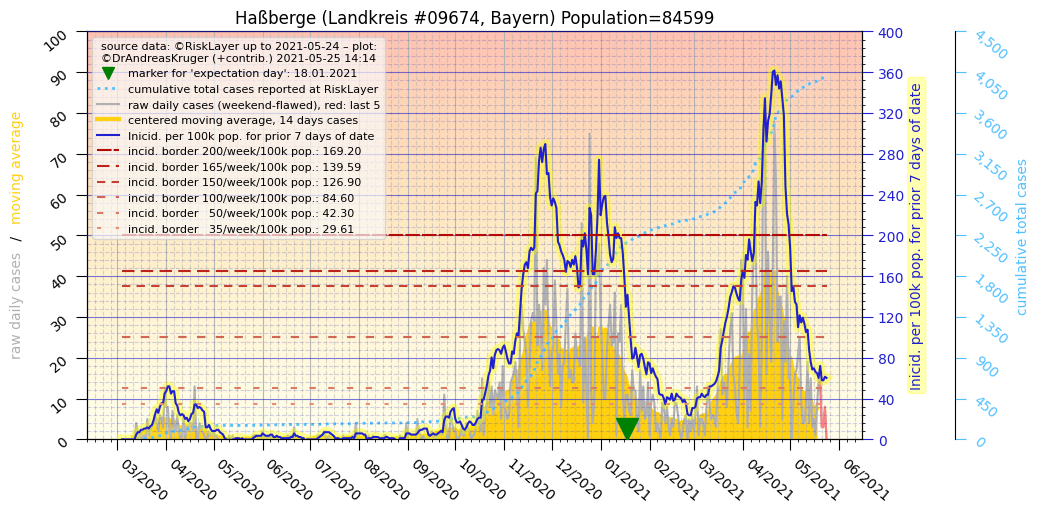 Haßberge (Landkreis #09674, Bayern) Population=84599
source data: ©RiskLayer up to 2021-05-24 – plot:
©DrAndreasKruger (+contrib.) 2021-05-25 14:14
marker for 'expectation day': 18.01.2021
cumulative total cases reported at RiskLayer
raw daily cases (weekend-flawed), red: last 5
centered moving average, 14 days cases
Inicid. per 100k pop. for prior 7 days of date
incid. border 200/week/100k pop.: 169.20
incid. border 165/week/100k pop.: 139.59
incid. border 150/week/100k pop.: 126.90
incid. border 100/week/100k pop.: 84.60
incid. border 50/week/100k pop.: 42.30
incid. border 35/week/100k pop.: 29.61
raw daily cases / moving average
100
90
80
70
60
50
40
30
20
10
0
400
360
320
280
240
200
160
120
80
40
0
Inicid. per 100k pop. for prior 7 days of date
4,500
4,050
3,600
3,150
2,700
2,250
1,800
1,350
900
450
0
cumulative total cases
03/2020
04/2020
05/2020
06/2020
07/2020
08/2020
09/2020
10/2020
11/2020
12/2020
01/2021
02/2021
03/2021
04/2021
05/2021
06/2021